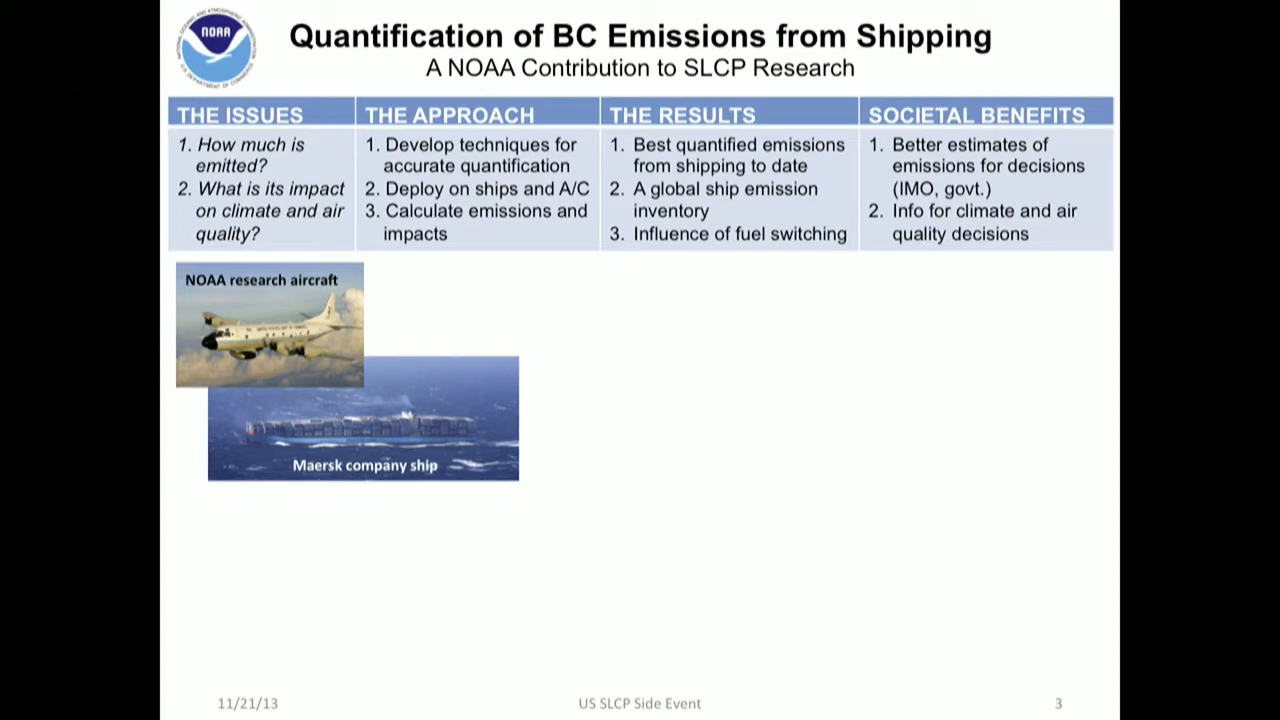 NOAA
Quantification of BC Emissions from Shipping
A NOAA Contribution to SLCP Research
THE ISSUES
1. How much is
emitted?
2. What is its impact
on climate and air
quality?
THE APPROACH
1. Develop techniques for
accurate quantification
2. Deploy on ships and A/C
3. Calculate emissions and
impacts
THE RESULTS
1. Best quantified emissions
from shipping to date
2. A global ship emission
inventory
3. Influence of fuel switching
SOCIETAL BENEFITS
1. Better estimates of
emissions for decisions
(IMO, govt.)
2. Info for climate and air
quality decisions
NOAA research aircraft
Maersk company ship
11/21/13
US SLCP Side Event
3